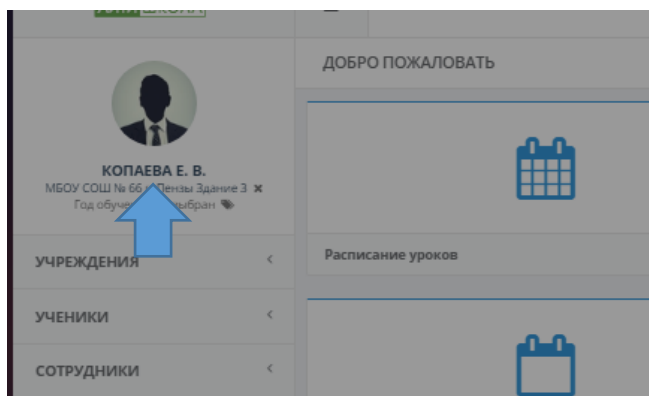 ДОБРО ПОЖАЛОВАТЬ
КОПАЕВА Е. В.
МБОУ СОШ № 66 Пензы Здание 3 ×
Год выбран
УЧРЕЖДЕНИЯ
Расписание уроков
УЧЕНИКИ
СОТРУДНИКИ